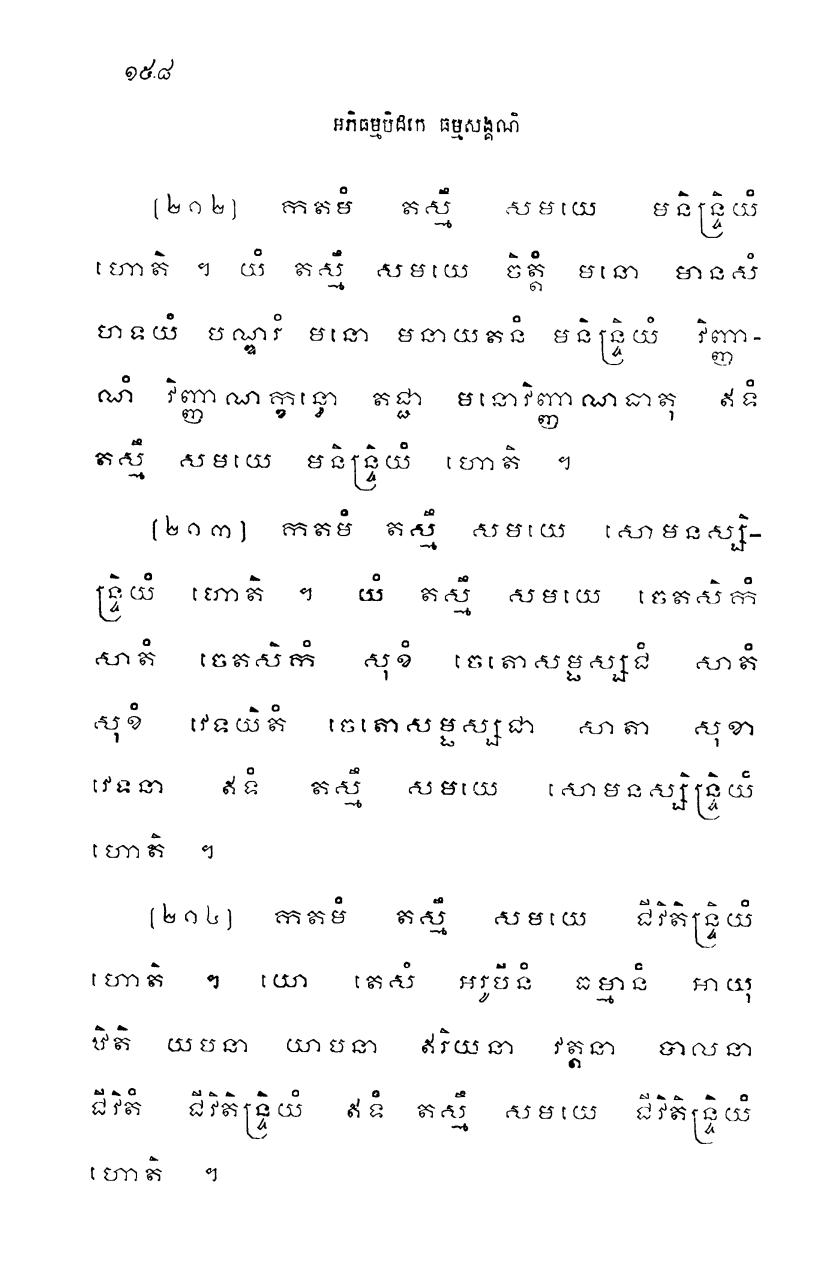 ១៥៨
អភិធម្មបិដកេ ធម្មសង្គណិ
[២១២] កតមំ តស្មឹ សមយេ មនិន្ទ្រិយំ
ហោតិ ។ យំ តស្មឹ សមយេ ចិត្តំ មនោ មានសំ
ហទយំ បណ្ឌរំ មនោ មនាយតនំ មនិន្ទ្រិយំ វិញ្ញា-
ណំ វិញ្ញាណក្ខន្ធោ តជ្ជា មនោវិញ្ញាណធាតុ ឥទំ
តស្មឹ សមយេ មនិន្ទ្រិយំ ហោតិ ។
[២១៣] កតមំ តស្មឹ សមយេ សោមនស្សិ-
ន្ទ្រិយំ ហោតិ ។ យំ តស្មឹ សមយេ ចេតសិកំ
សាតំ ចេតសិកំ សុខំ ចេតោសម្ផស្សជំ សាតំ
សុខំ វេទយិតំ ចេតោសម្ផស្សជា សាតា សុខា
វេទនា ឥទំ តស្មឹ សមយេ សោមនស្សិន្ទ្រិយំ
ហោតិ ។
[២១៤] កតមំ តស្មឹ សមយេ ជីវិតិន្ទ្រិយំ
ហោតិ ។ យោ តេសំ អរូបីនំ ធម្មានំ អាយុ
ឋិតិ យបនា យាបនា ឥរិយនា វត្តនា បាលនា
ជីវិតំ ជីវិតិន្ទ្រិយំ ឥទំ តស្មឹ សមយេ ជីវិតិន្ទ្រិយំ
ហោតិ ។